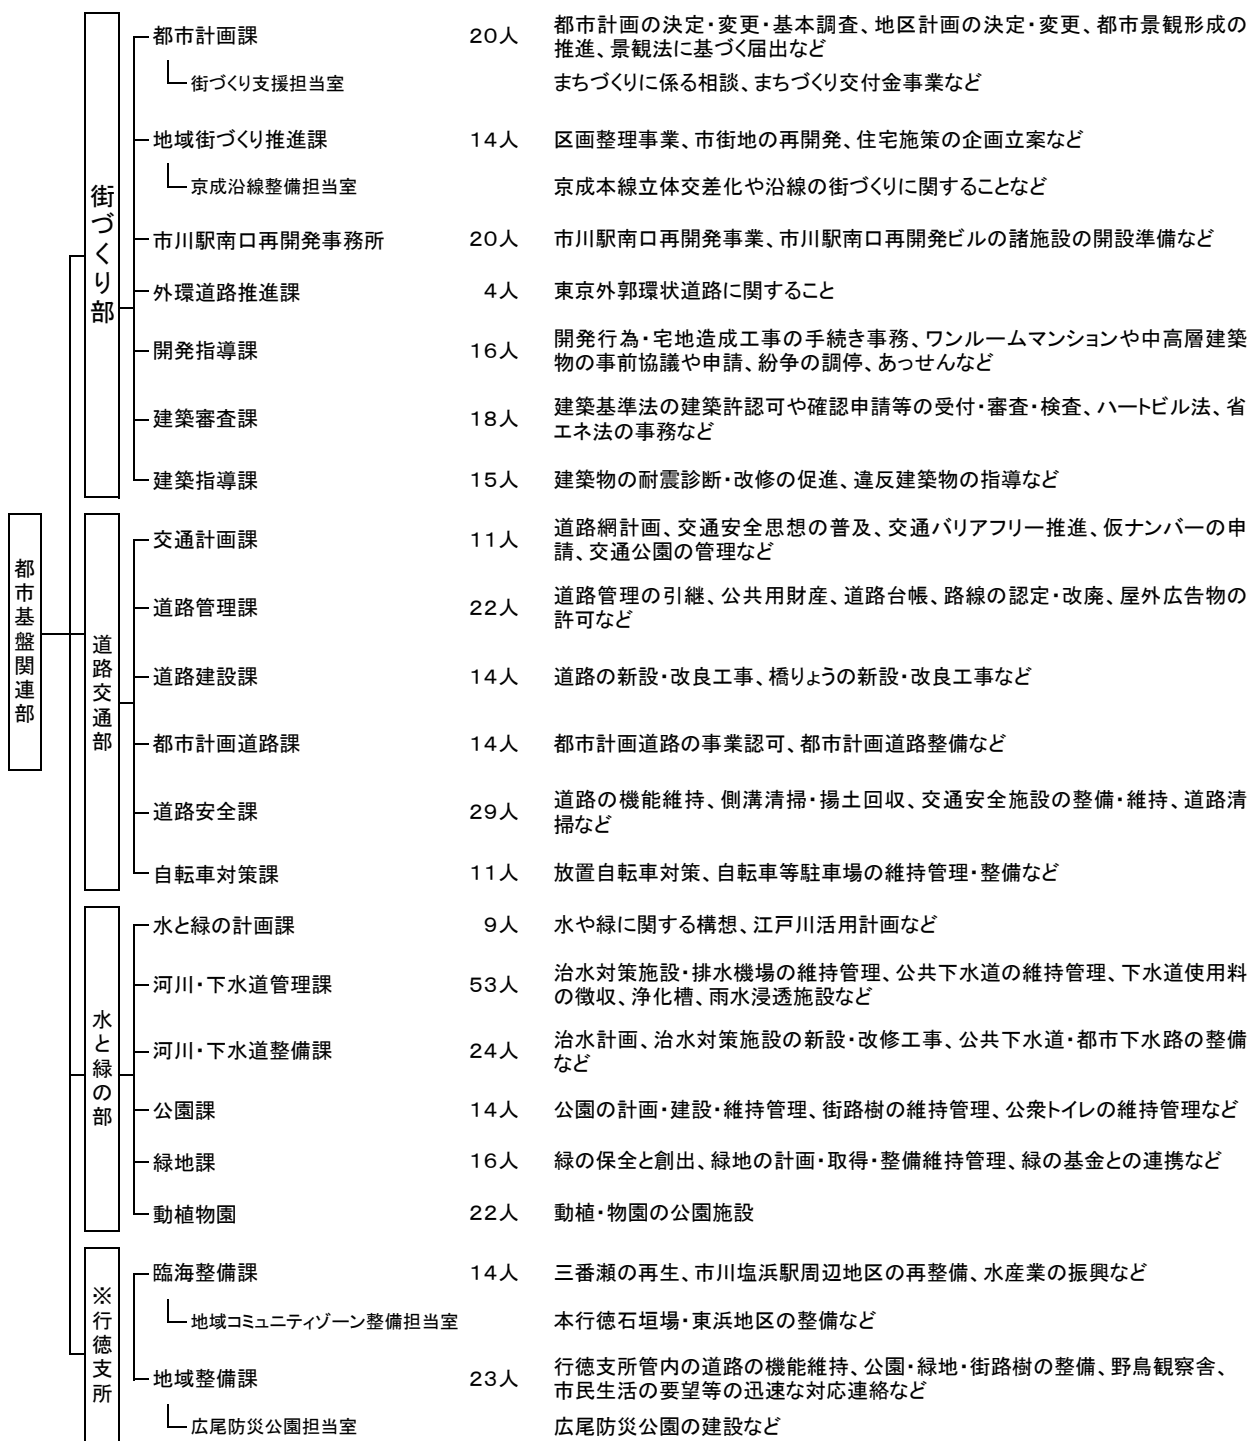 都市基盤関連部
街づくり部
都市計画課 20人 都市計画の決定・変更・基本調査、地区計画の決定・変更、都市景観形成の
推進、景観法に基づく届出など
街づくり支援担当室 まちづくりに係る相談、まちづくり交付金事業など
地域街づくり推進課 14人 区画整理事業、市街地の再開発、住宅施策の企画立案など
京成沿線整備担当室 京成本線立体交差化や沿線の街づくりに関することなど
市川駅南口再開発事務所 20人 市川駅南口再開発事業、市川駅南口再開発ビルの諸施設の開設準備など
外環道路推進課 4人 東京外郭環状道路に関すること
開発指導課 16人 開発行為・宅地造成工事の手続き事務、ワンルームマンションや中高層建築
物の事前協議や申請、紛争の調停、あっせんなど
建築審査課 18人 建築基準法の建築許認可や確認申請等の受付・審査・検査、ハートビル法、省
エネ法の事務など
建築指導課 15人 建築物の耐震診断・改修の促進、違反建築物の指導など
道路交通部
交通計画課 11人 道路網計画、交通安全思想の普及、交通バリアフリー推進、仮ナンバーの申
請、交通公園の管理など
道路管理課 22人 道路管理の引継、公共用財産、道路台帳、路線の認定・改廃、屋外広告物の
許可など
道路建設課 14人 道路の新設・改良工事、橋りょうの新設・改良工事など
都市計画道路課 14人 都市計画道路の事業認可、都市計画道路整備など
道路安全課 29人 道路の機能維持、側溝清掃・揚土回収、交通安全施設の整備・維持、道路清
掃など
自転車対策課 11人 放置自転車対策、自転車等駐車場の維持管理・整備など
水と緑の部
水と緑の計画課 9人 水や緑に関する構想、江戸川活用計画など
河川・下水道管理課 53人 治水対策施設・排水機場の維持管理、公共下水道の維持管理、下水道使用料
の徴収、浄化槽、雨水浸透施設など
河川・下水道整備課 24人 治水計画、治水対策施設の新設・改修工事、公共下水道・都市下水路の整備
など
公園課 14人 公園の計画・建設・維持管理、街路樹の維持管理、公衆トイレの維持管理など
緑地課 16人 緑の保全と創出、緑地の計画・取得・整備維持管理、緑の基金との連携など
動植物園 22人 動植・物園の公園施設
※行徳支所
臨海整備課 14人 三番瀬の再生、市川塩浜駅周辺地区の再整備、水産業の振興など
地域コミュニティゾーン整備担当室 本行徳石垣場・東浜地区の整備など
地域整備課 23人 行徳支所管内の道路の機能維持、公園・緑地・街路樹の整備、野鳥観察舎、
市民生活の要望等の迅速な対応連絡など
広尾防災公園担当室 広尾防災公園の建設など